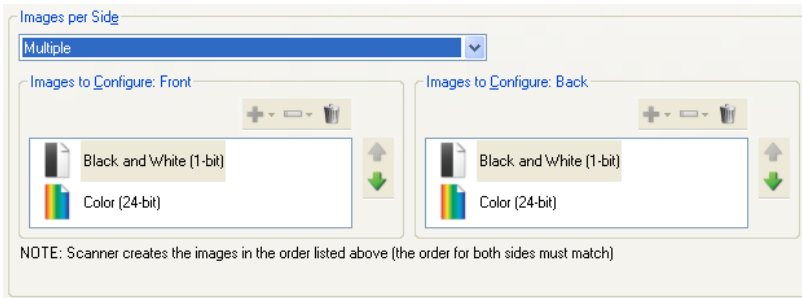 Images per Side
Multiple
Images to Configure: Front
Black and White (1-bit)
Color (24-bit)
Images to Configure: Back
Black and White (1-bit)
Color (24-bit)
NOTE: Scanner creates the images in the order listed above (the order for both sides must match)